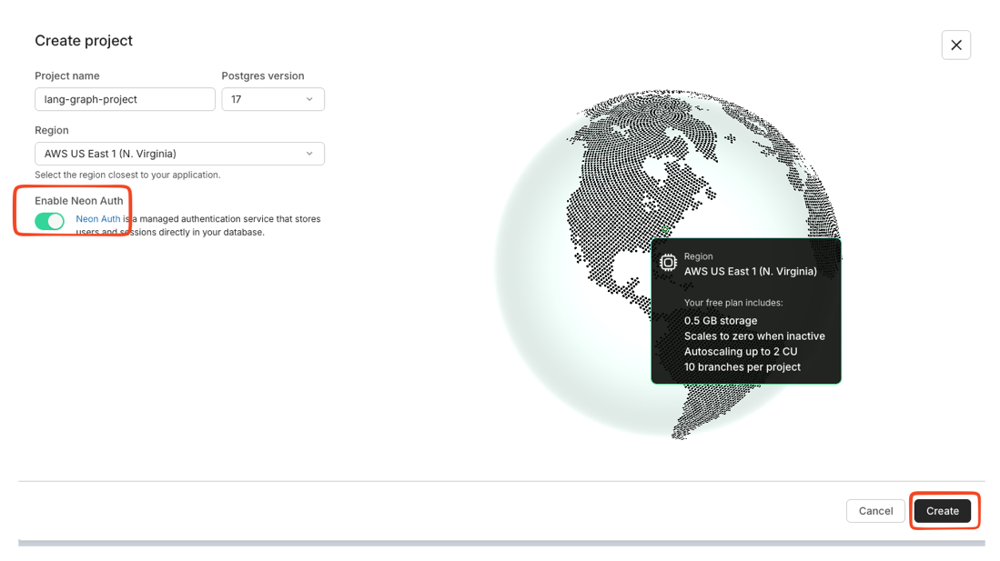 Create project
Project name
Postgres version
lang-graph-project
17
Region
AWS US East 1 (N. Virginia)
Select the region closest to your application.
Enable Neon Auth
Neon Auth is a managed authentication service that stores
users and sessions directly in your database.
Region
AWS US East 1 (N. Virginia)
Your free plan includes:
0.5 GB storage
Scales to zero when inactive
Autoscaling up to 2 CU
10 branches per project
Cancel
Create